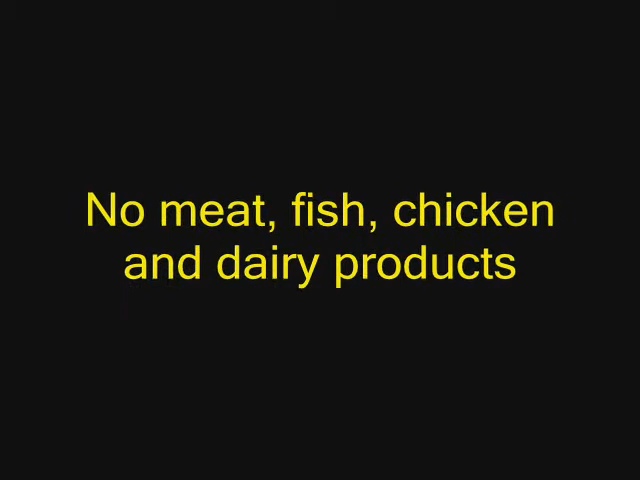 No meat, fish, chicken
and dairy products